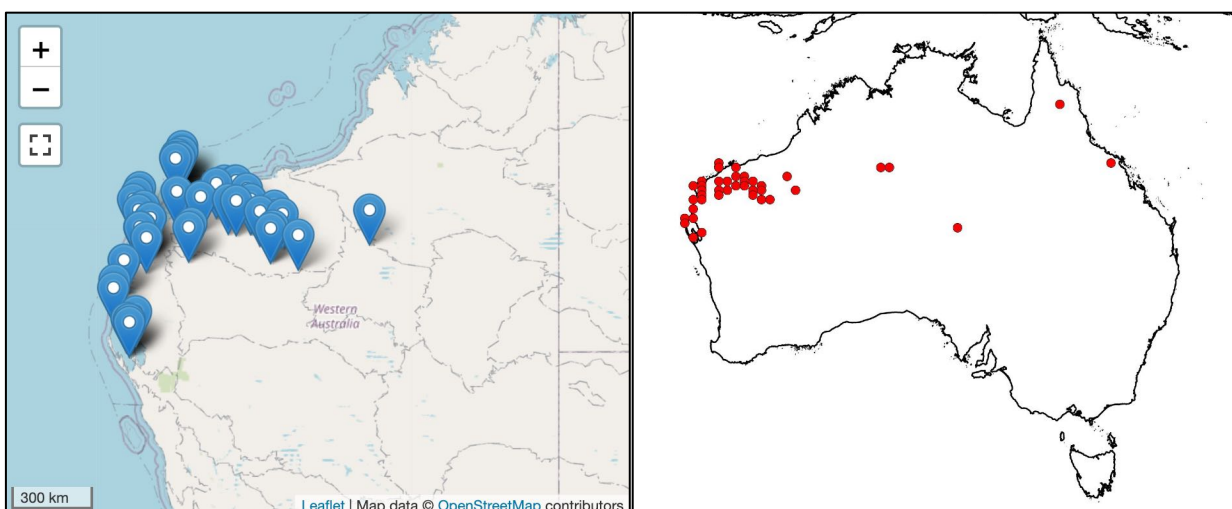 +
−
Western
Australia
300 km
Leaflet | Map data © OpenStreetMap contributors